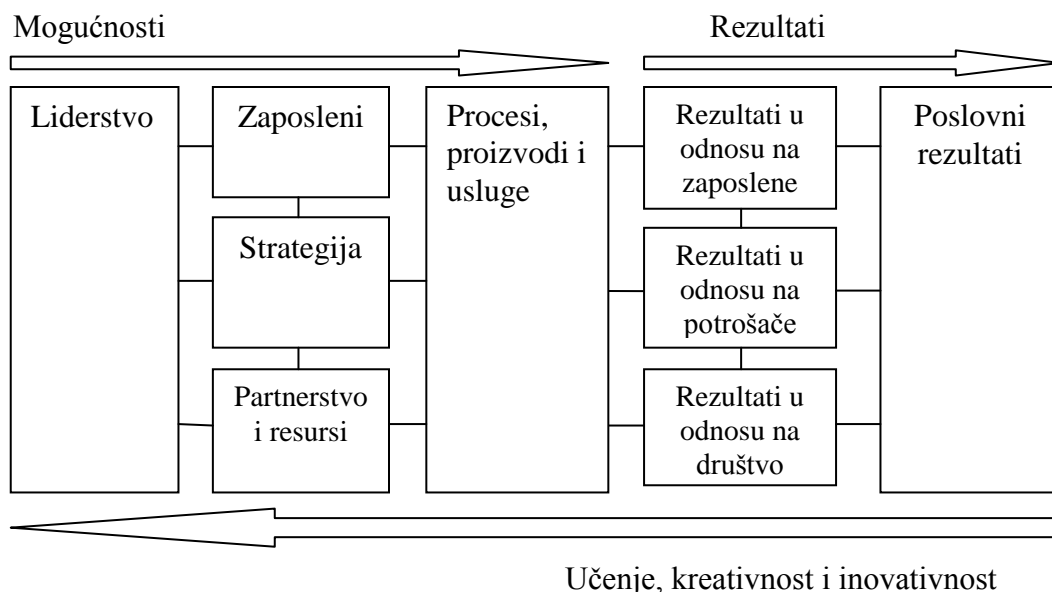 Mogućnosti
Rezultati
Liderstvo
Zaposleni
Strategija
Partnerstvo
i resursi
Procesi,
proizvodi i
usluge
Rezultati u
odnosu na
zaposlene
Rezultati u
odnosu na
potrošače
Rezultati u
odnosu na
društvo
Poslovni
rezultati
Učenje, kreativnost i inovativnost